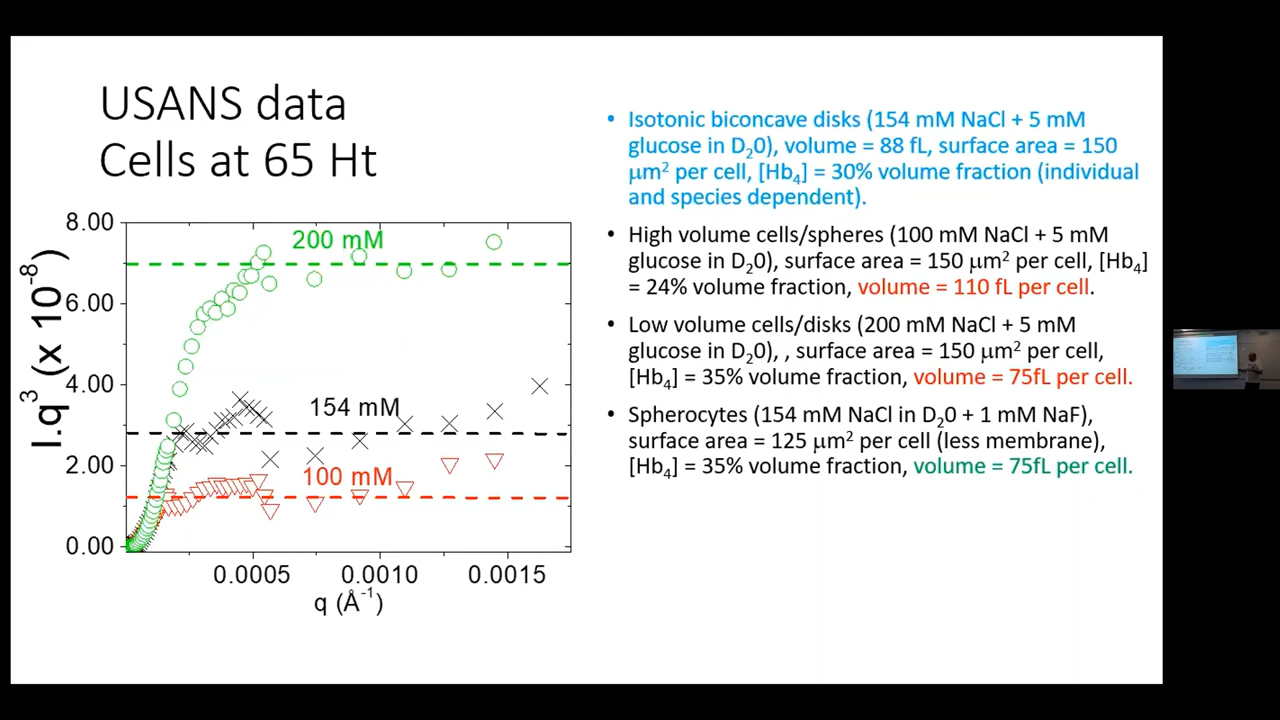 USANS data
Cells at 65 Ht
8.00
6.00
4.00
2.00
0.00
I.q³ (x 10⁻⁸)
200 mM
154 mM
100 mM
0.0005
0.0010
0.0015
q (Å⁻¹)
• Isotonic biconcave disks (154 mM NaCl + 5 mM
glucose in D₂0), volume = 88 fL, surface area = 150
μm² per cell, [Hb₄] = 30% volume fraction (individual
and species dependent).
• High volume cells/spheres (100 mM NaCl + 5 mM
glucose in D₂0), surface area = 150 μm² per cell, [Hb₄]
= 24% volume fraction, volume = 110 fL per cell.
• Low volume cells/disks (200 mM NaCl + 5 mM
glucose in D₂0), , surface area = 150 μm² per cell,
[Hb₄] = 35% volume fraction, volume = 75fL per cell.
• Spherocytes (154 mM NaCl in D₂0 + 1 mM NaF),
surface area = 125 μm² per cell (less membrane),
[Hb₄] = 35% volume fraction, volume = 75fL per cell.